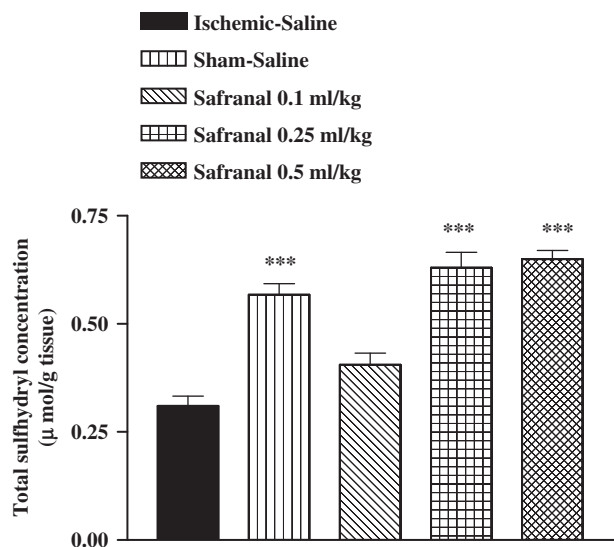 Ischemic-Saline
Sham-Saline
Safranal 0.1 ml/kg
Safranal 0.25 ml/kg
Safranal 0.5 ml/kg
Total sulfhydryl concentration
(μ mol/g tissue)
0.75
0.50
0.25
0.00
***
***
***